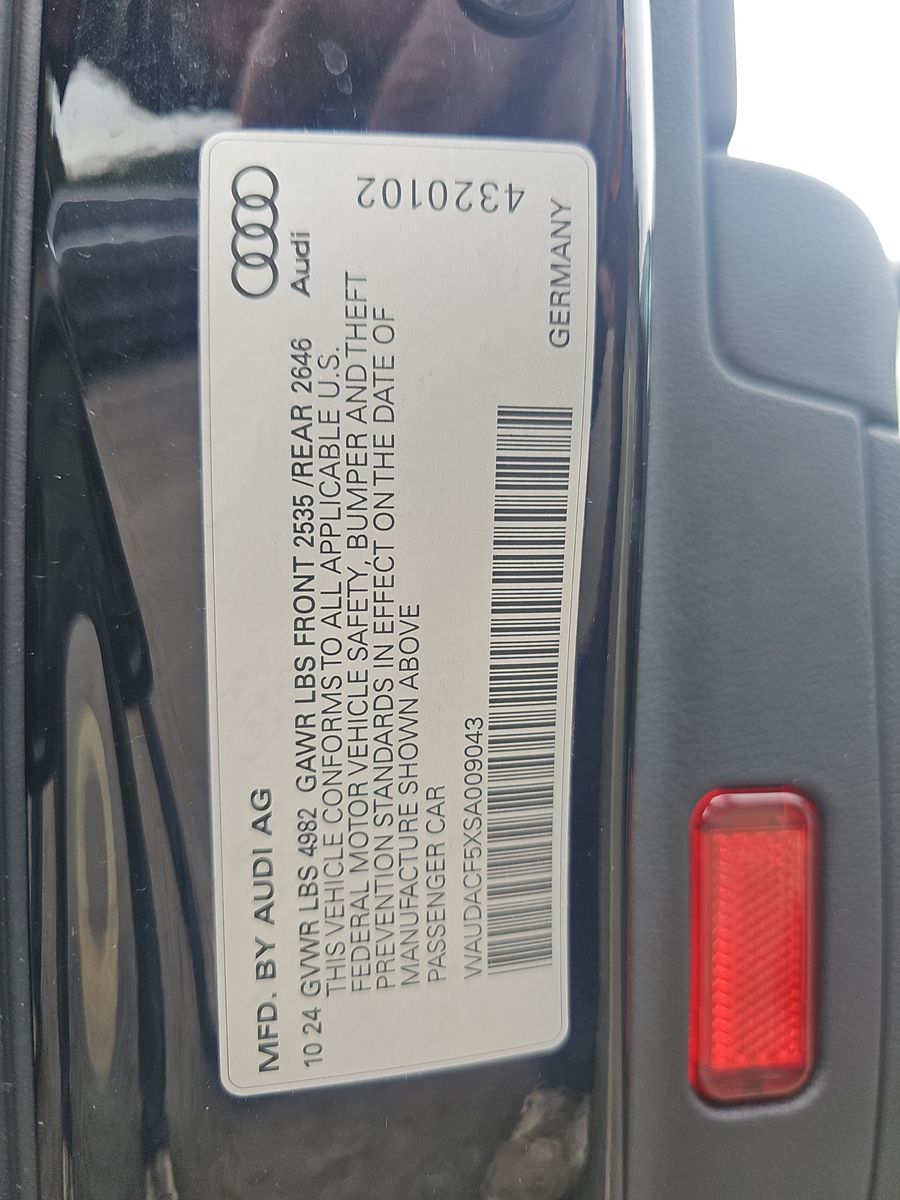 MFD. BY AUDI AG
Audi
10 24 GVWR LBS 4982 GAWR LBS FRONT 2535 /REAR 2646
THIS VEHICLE CONFORMS TO ALL APPLICABLE U.S.
FEDERAL MOTOR VEHICLE SAFETY, BUMPER AND THEFT
PREVENTION STANDARDS IN EFFECT ON THE DATE OF
MANUFACTURE SHOWN ABOVE
PASSENGER CAR
WAUDACF5XSA009043
4320102
GERMANY